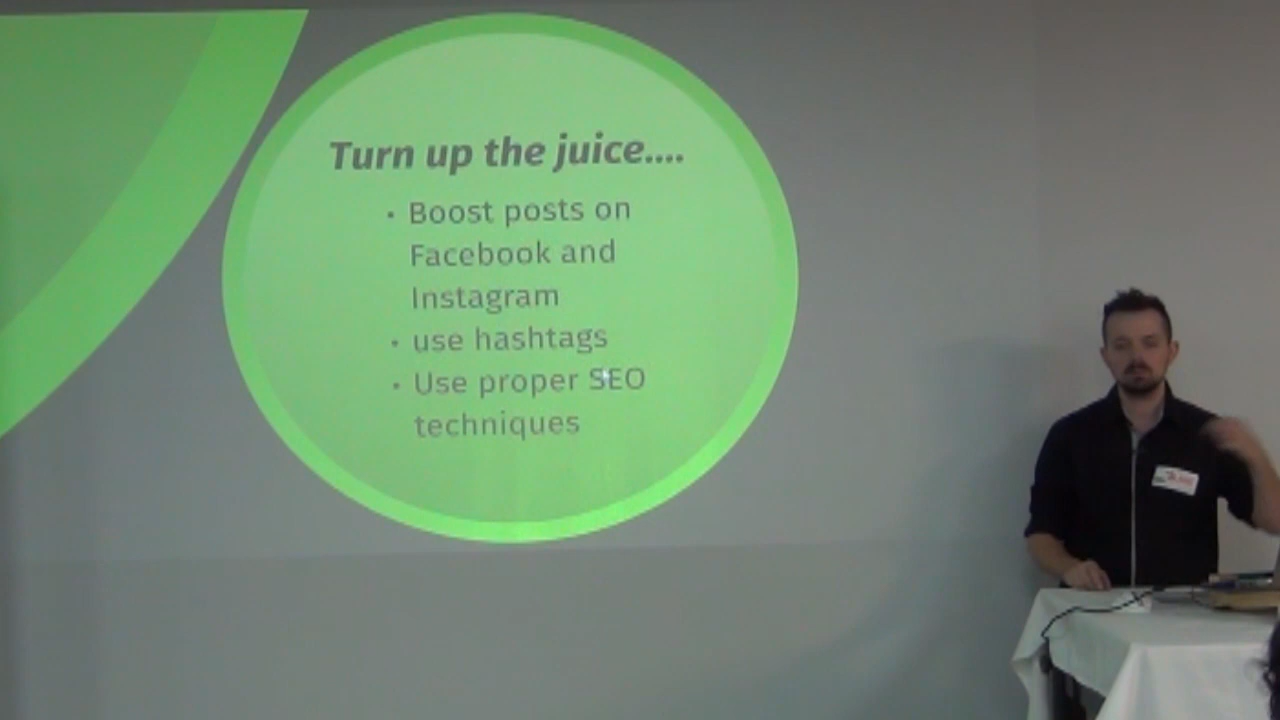 Turn up the juice....
• Boost posts on
Facebook and
Instagram
• use hashtags
• Use proper SEO
techniques